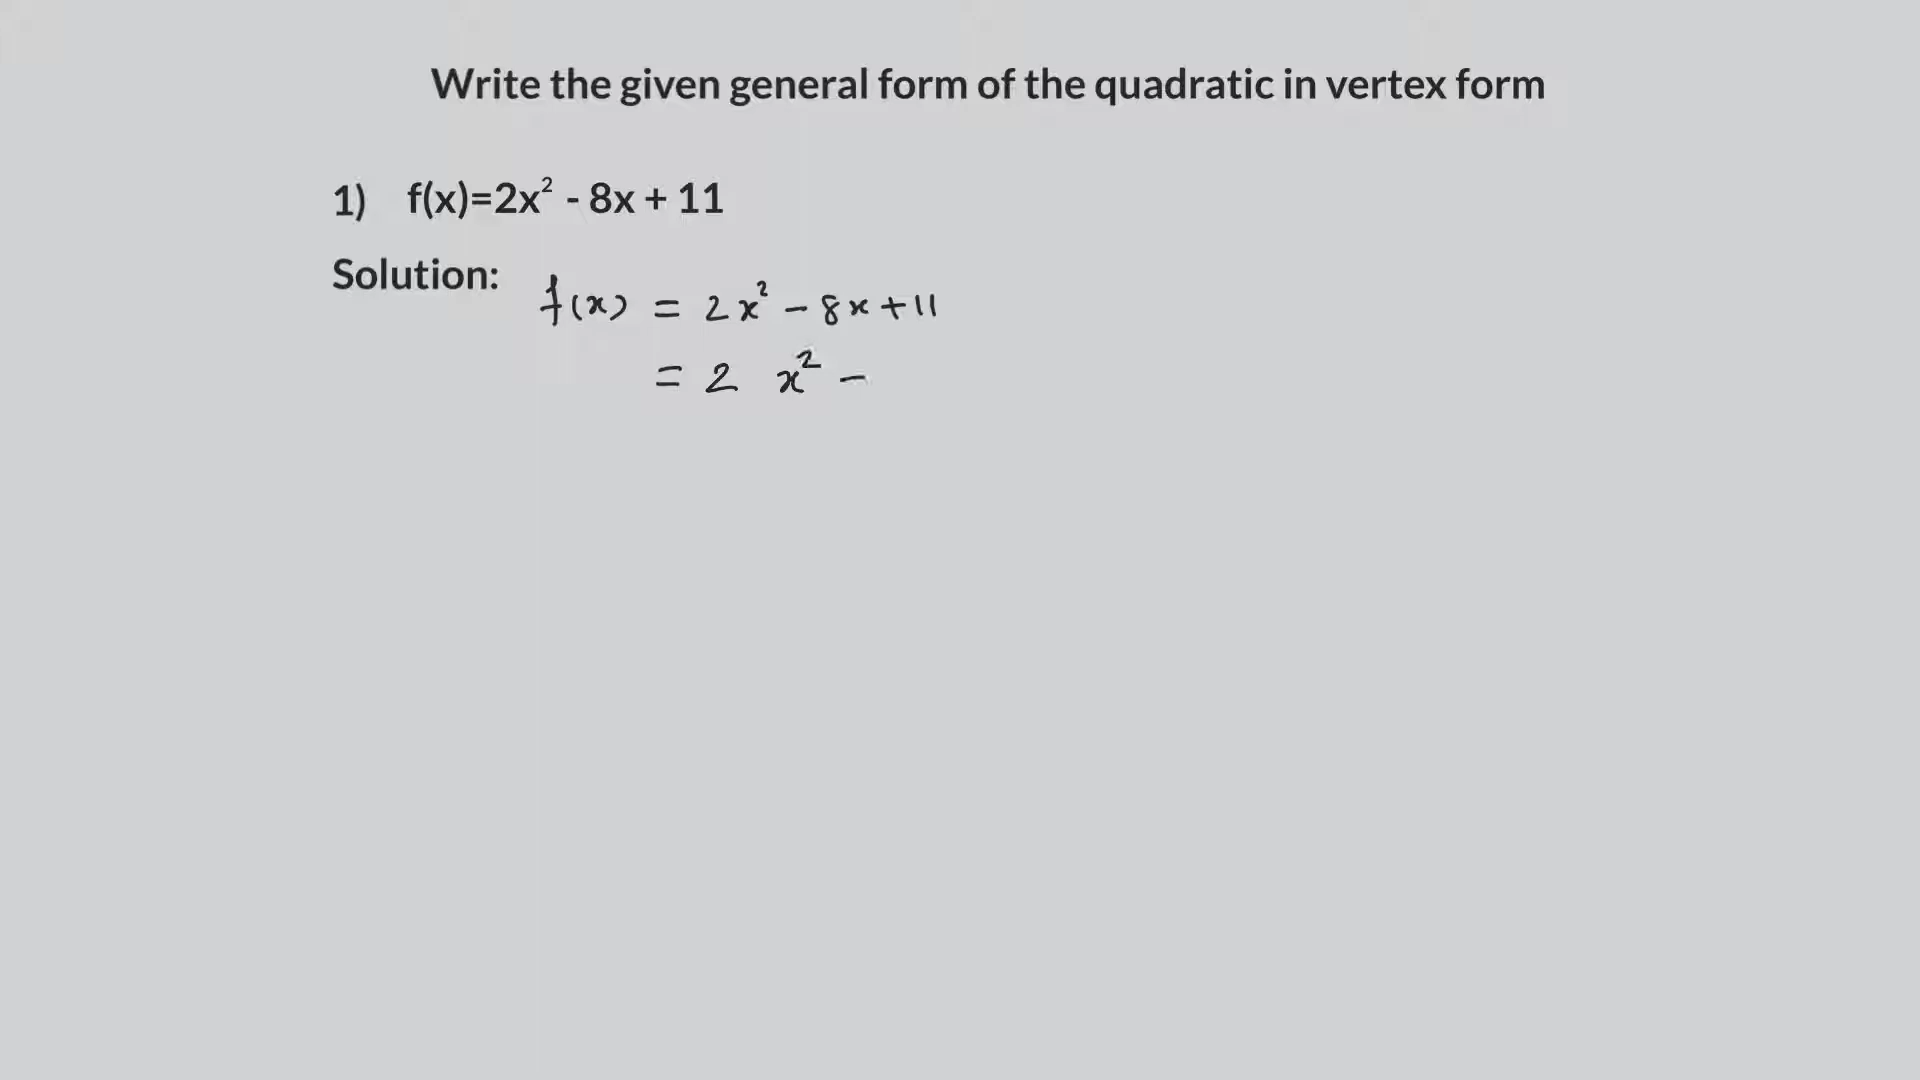 Write the given general form of the quadratic in vertex form
1) f(x)=2x² - 8x + 11
Solution:
f(x) = 2x² - 8x + 11
= 2 x² -